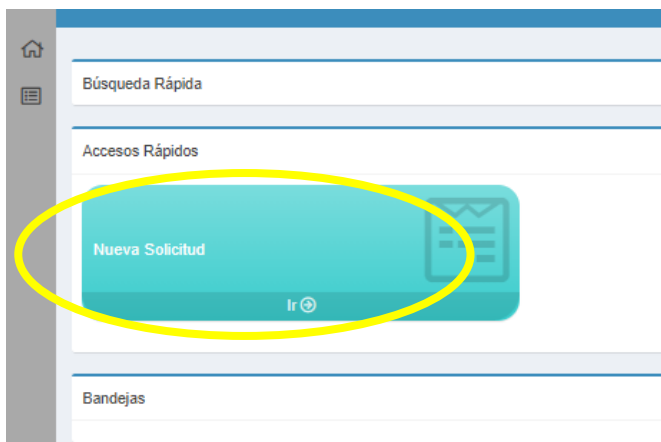 Búsqueda Rápida
Accesos Rápidos
Nueva Solicitud
Ir
Bandejas